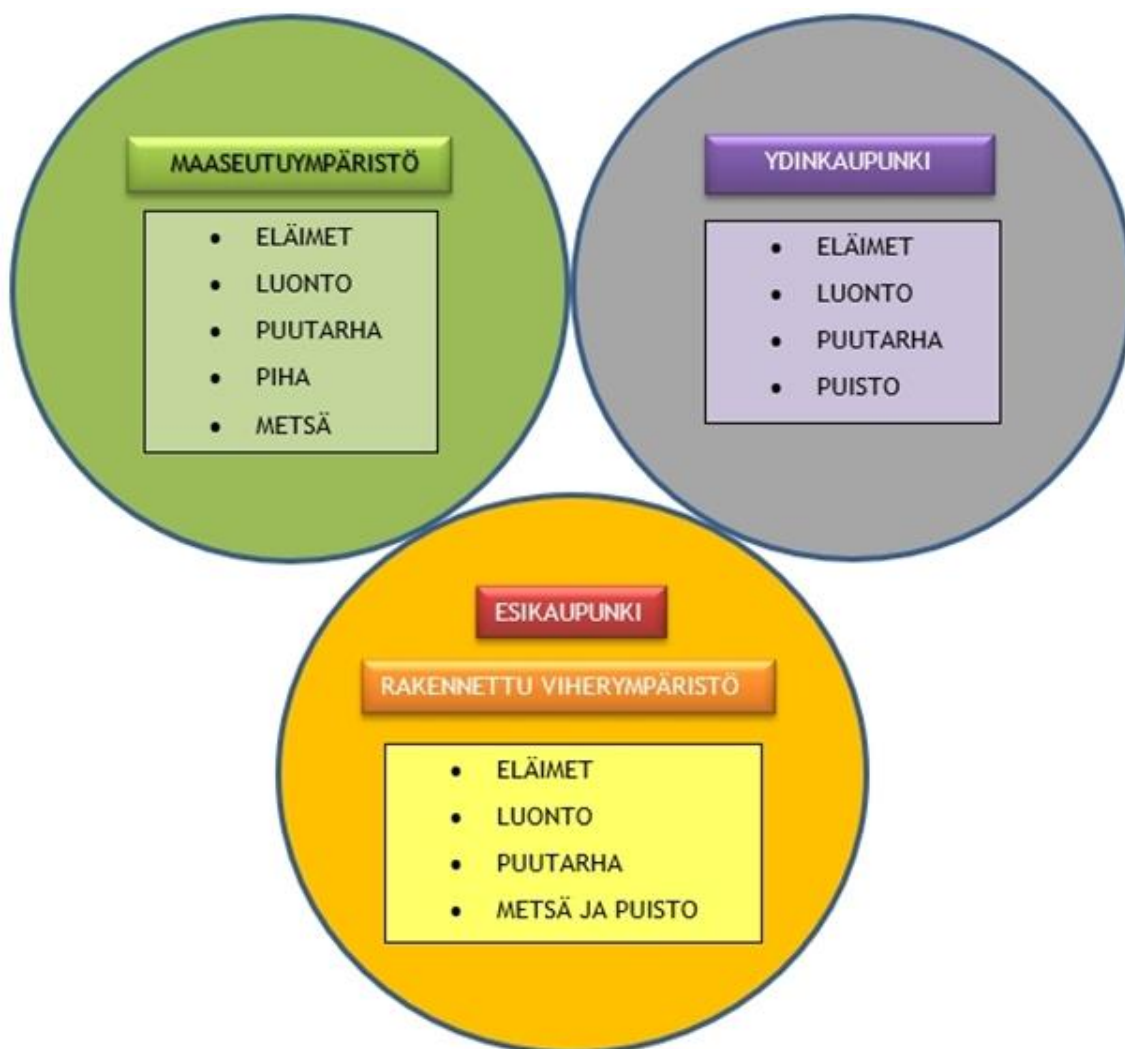 MAASEUTUYMPÄRISTÖ
• ELÄIMET
• LUONTO
• PUUTARHA
• PIHA
• METSÄ
YDINKAUPUNKI
• ELÄIMET
• LUONTO
• PUUTARHA
• PUISTO
ESIKAUPUNKI
RAKENNETTU VIHERYMPÄRISTÖ
• ELÄIMET
• LUONTO
• PUUTARHA
• METSÄ JA PUISTO